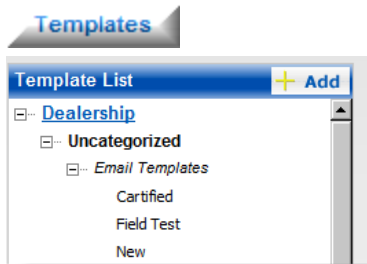 Templates
Template List + Add
Dealership
Uncategorized
Email Templates
Cartified
Field Test
New